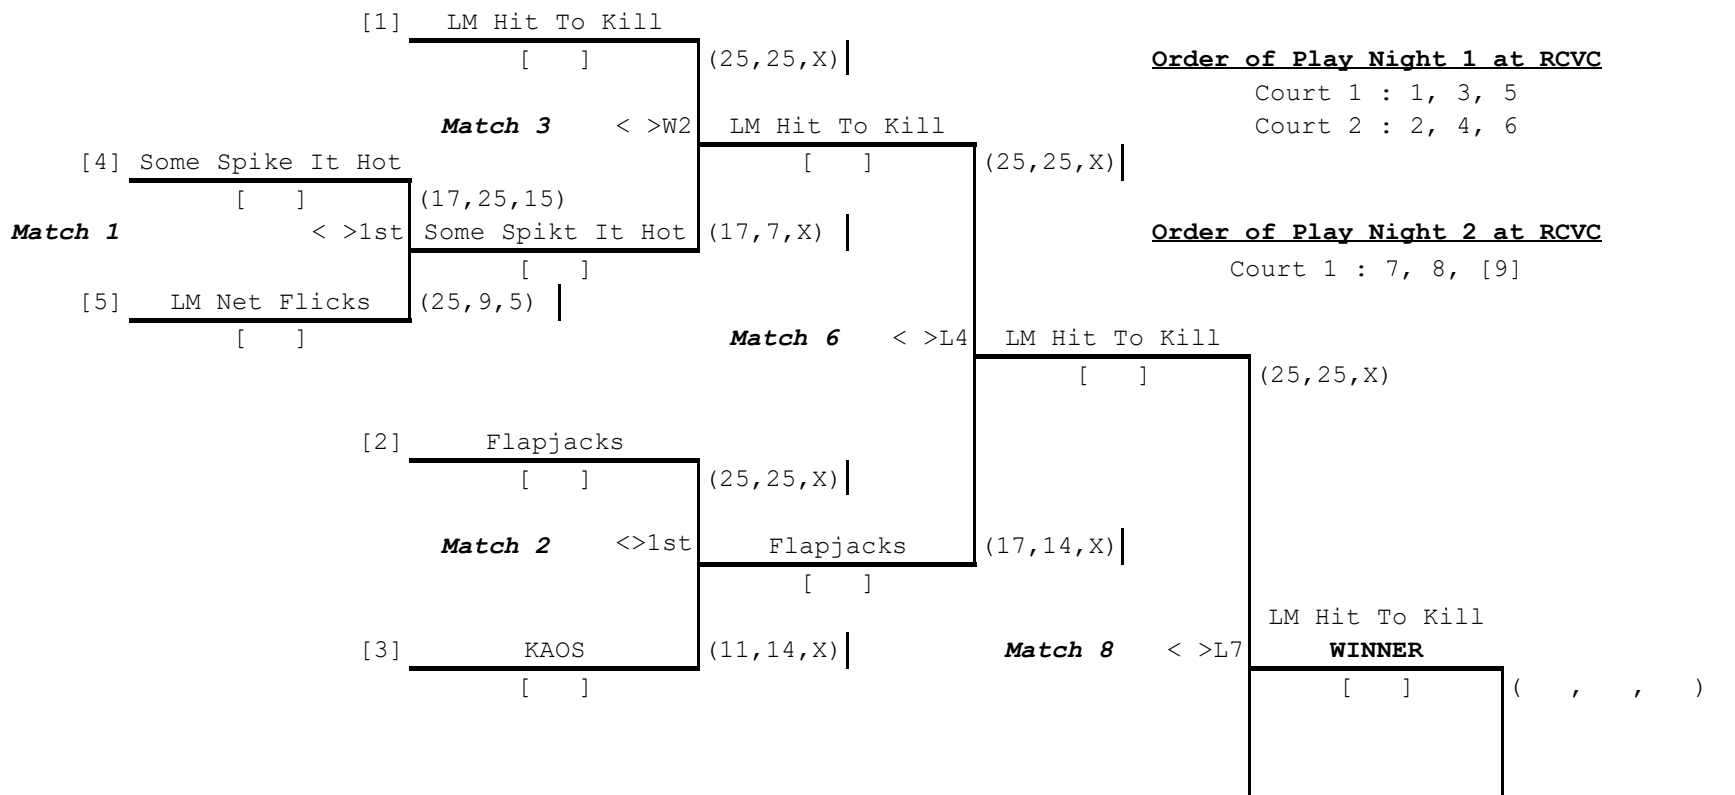 [1] LM Hit To Kill
[ ] (25,25,X) Order of Play Night 1 at RCVC
Court 1 : 1, 3, 5
Match 3 < >W2 LM Hit To Kill Court 2 : 2, 4, 6
[4] Some Spike It Hot [ ] (25,25,X)
[ ] (17,25,15)
Match 1 < >1st Some Spikt It Hot (17,7,X) Order of Play Night 2 at RCVC
[ ] Court 1 : 7, 8, [9]
[5] LM Net Flicks (25,9,5)
[ ] Match 6 < >L4 LM Hit To Kill
[ ] (25,25,X)
[2] Flapjacks
[ ] (25,25,X)
Match 2 <>1st Flapjacks (17,14,X)
[ ]
LM Hit To Kill
[3] KAOS (11,14,X) Match 8 < >L7 WINNER
[ ] [ ] ( , , )